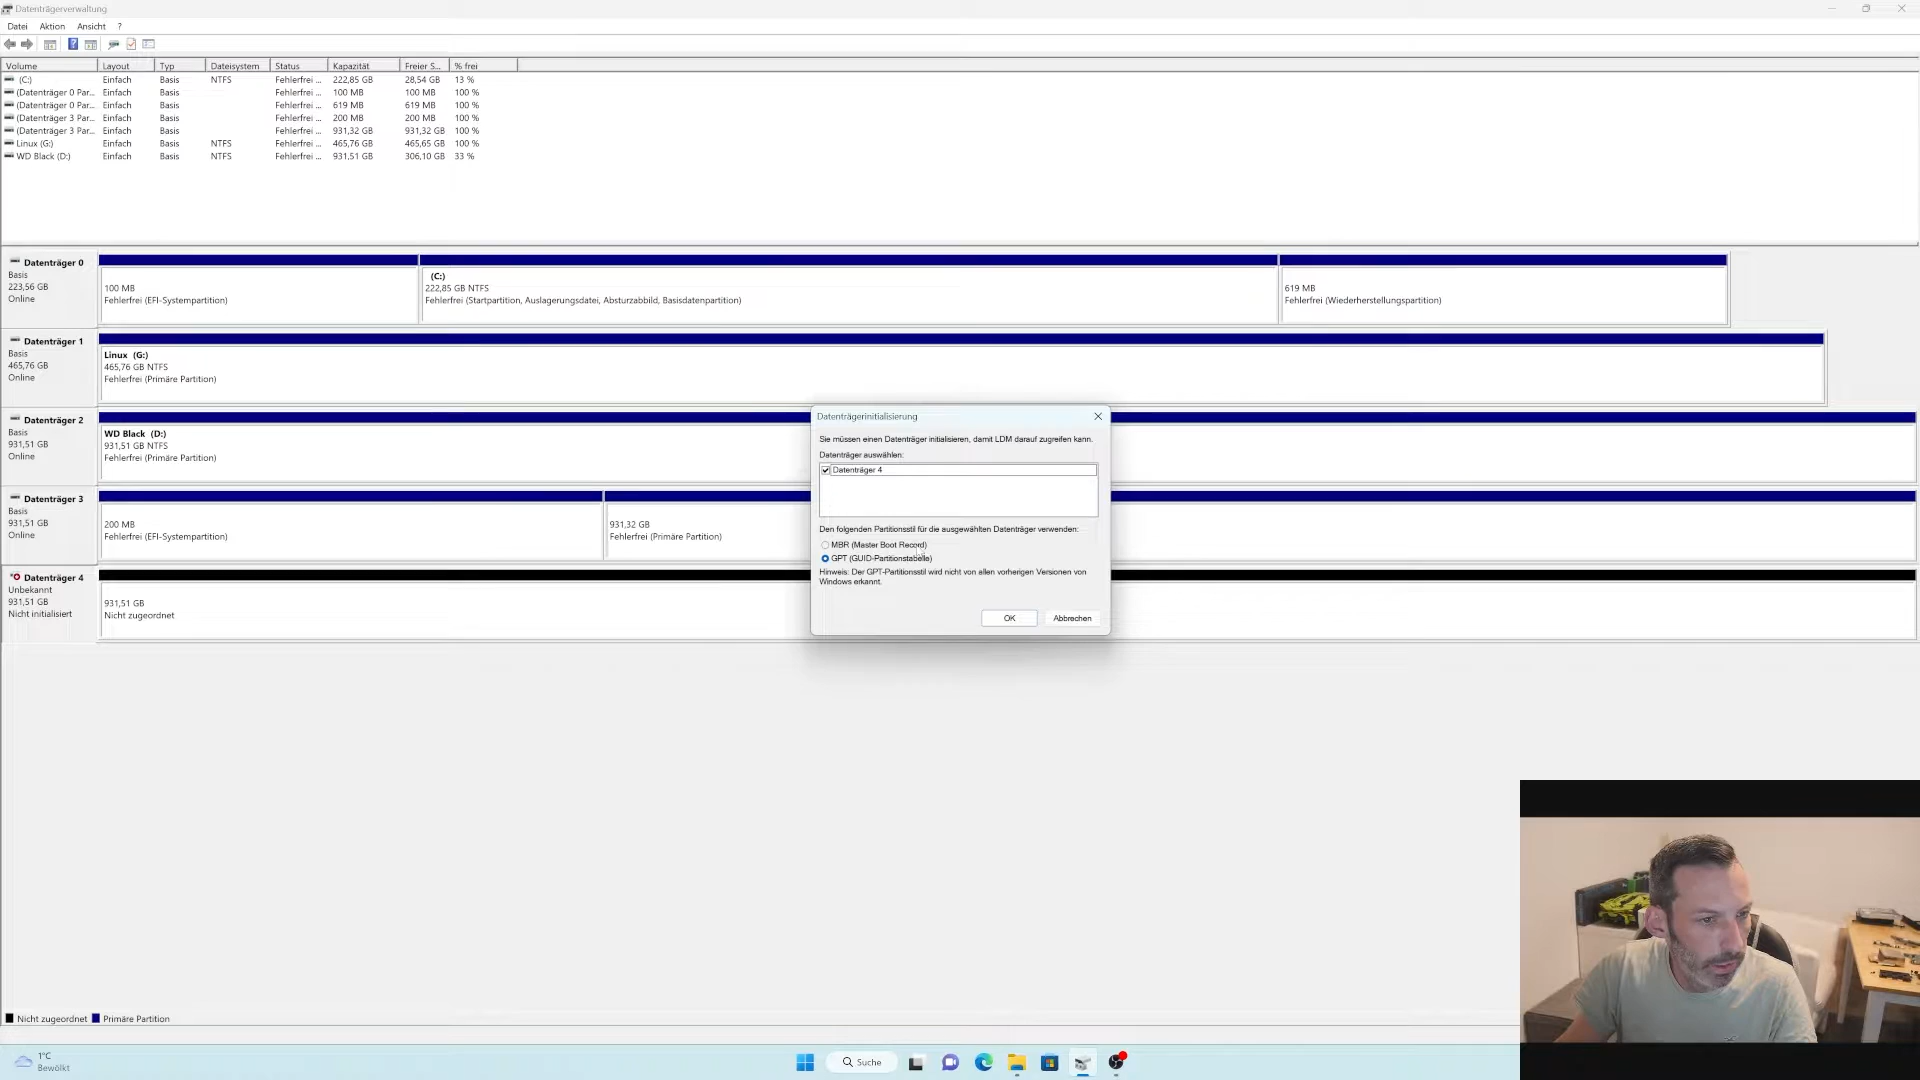 Datenträgerverwaltung
Datei Aktion Ansicht ?
Volume Layout Typ Dateisystem Status Kapazität Freier S... % frei
(C:) Einfach Basis NTFS Fehlerfrei ... 222,85 GB 28,54 GB 13 %
(Datenträger 0 Par... Einfach Basis Fehlerfrei ... 100 MB 100 MB 100 %
(Datenträger 0 Par... Einfach Basis Fehlerfrei ... 619 MB 619 MB 100 %
(Datenträger 3 Par... Einfach Basis Fehlerfrei ... 200 MB 200 MB 100 %
(Datenträger 3 Par... Einfach Basis Fehlerfrei ... 931,32 GB 931,32 GB 100 %
Linux (G:) Einfach Basis NTFS Fehlerfrei ... 465,76 GB 465,65 GB 100 %
WD Black (D:) Einfach Basis NTFS Fehlerfrei ... 931,51 GB 306,10 GB 33 %
Datenträger 0
Basis
223,56 GB
Online
100 MB
Fehlerfrei (EFI-Systempartition)
(C:)
222,85 GB NTFS
Fehlerfrei (Startpartition, Auslagerungsdatei, Absturzabbild, Basisdatenpartition)
619 MB
Fehlerfrei (Wiederherstellungspartition)
Datenträger 1
Basis
465,76 GB
Online
Linux (G:)
465,76 GB NTFS
Fehlerfrei (Primäre Partition)
Datenträger 2
Basis
931,51 GB
Online
WD Black (D:)
931,51 GB NTFS
Fehlerfrei (Primäre Partition)
Datenträger 3
Basis
931,51 GB
Online
200 MB
Fehlerfrei (EFI-Systempartition)
931,32 GB
Fehlerfrei (Primäre Partition)
Datenträger 4
Unbekannt
931,51 GB
Nicht initialisiert
931,51 GB
Nicht zugeordnet
Datenträgerinitialisierung
Sie müssen einen Datenträger initialisieren, damit LDM darauf zugreifen kann.
Datenträger auswählen:
Datenträger 4
Den folgenden Partitionsstil für die ausgewählten Datenträger verwenden:
MBR (Master Boot Record)
GPT (GUID-Partitionstabelle)
Hinweis: Der GPT-Partitionsstil wird nicht von allen vorherigen Versionen von
Windows erkannt.
OK Abbrechen
Nicht zugeordnet Primäre Partition
1°C
Bewölkt
Suche